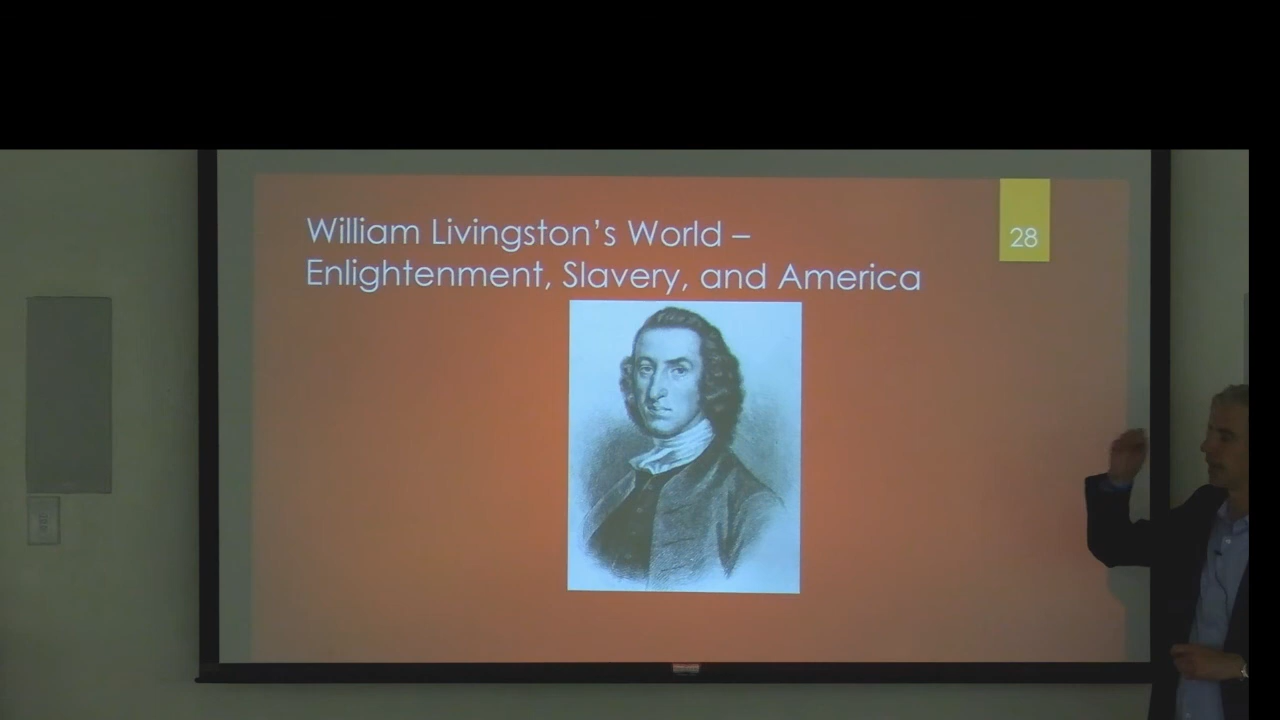 William Livingston’s World –
Enlightenment, Slavery, and America
28